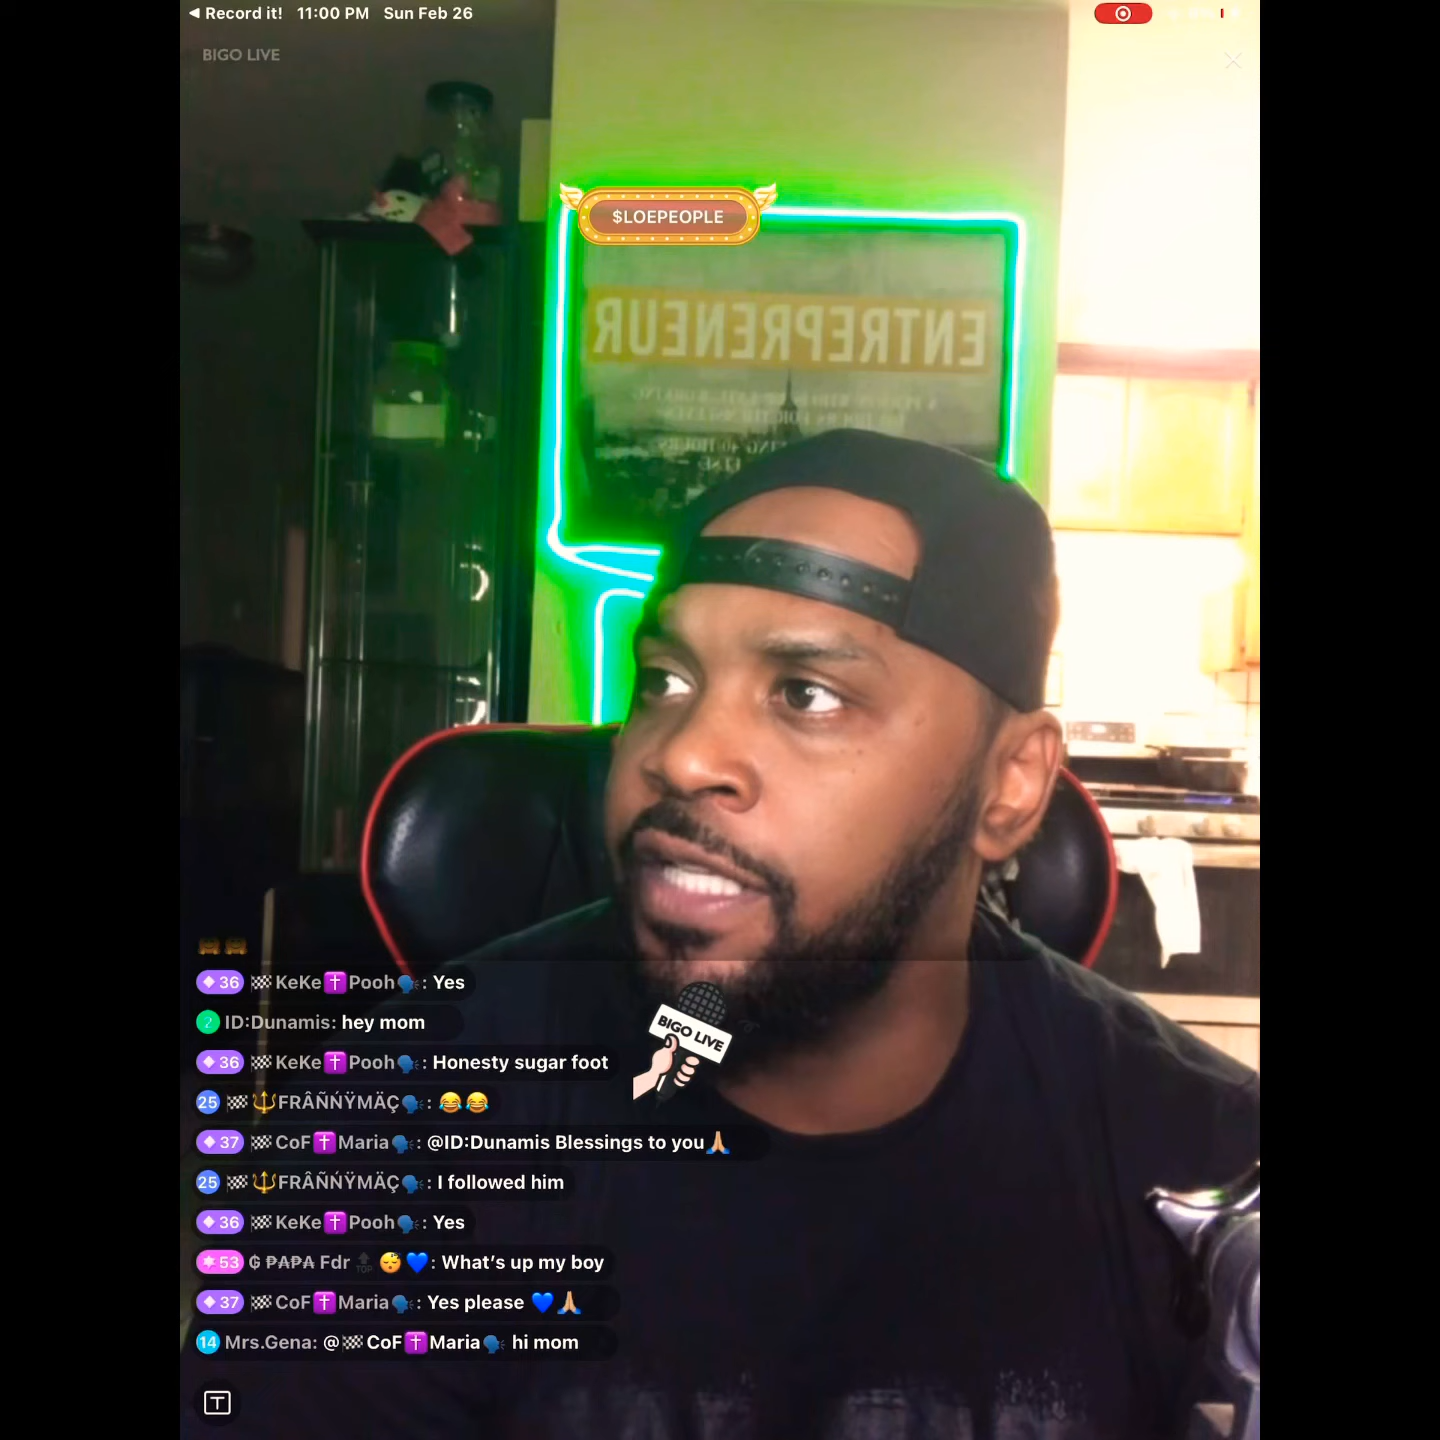 ◀ Record it! 11:00 PM Sun Feb 26
BIGO LIVE
$LOEPEOPLE
ENTREPRENEUR
36 🏁 KeKe✝️Pooh🗣️: Yes
ID:Dunamis: hey mom
BIGO LIVE
36 🏁 KeKe✝️Pooh🗣️: Honesty sugar foot
25 🏁🔱FRÂÑŃŸMÄÇ🗣️: 😂😂
37 🏁 CoF✝️Maria🗣️: @ID:Dunamis Blessings to you🙏🏽
25 🏁🔱FRÂÑŃŸMÄÇ🗣️: I followed him
36 🏁 KeKe✝️Pooh🗣️: Yes
53 ₲ ₱₳₱₳ Fdr 🔝😴💙: What’s up my boy
37 🏁 CoF✝️Maria🗣️: Yes please 💙🙏🏽
14 Mrs.Gena: @🏁 CoF✝️Maria🗣️ hi mom
T